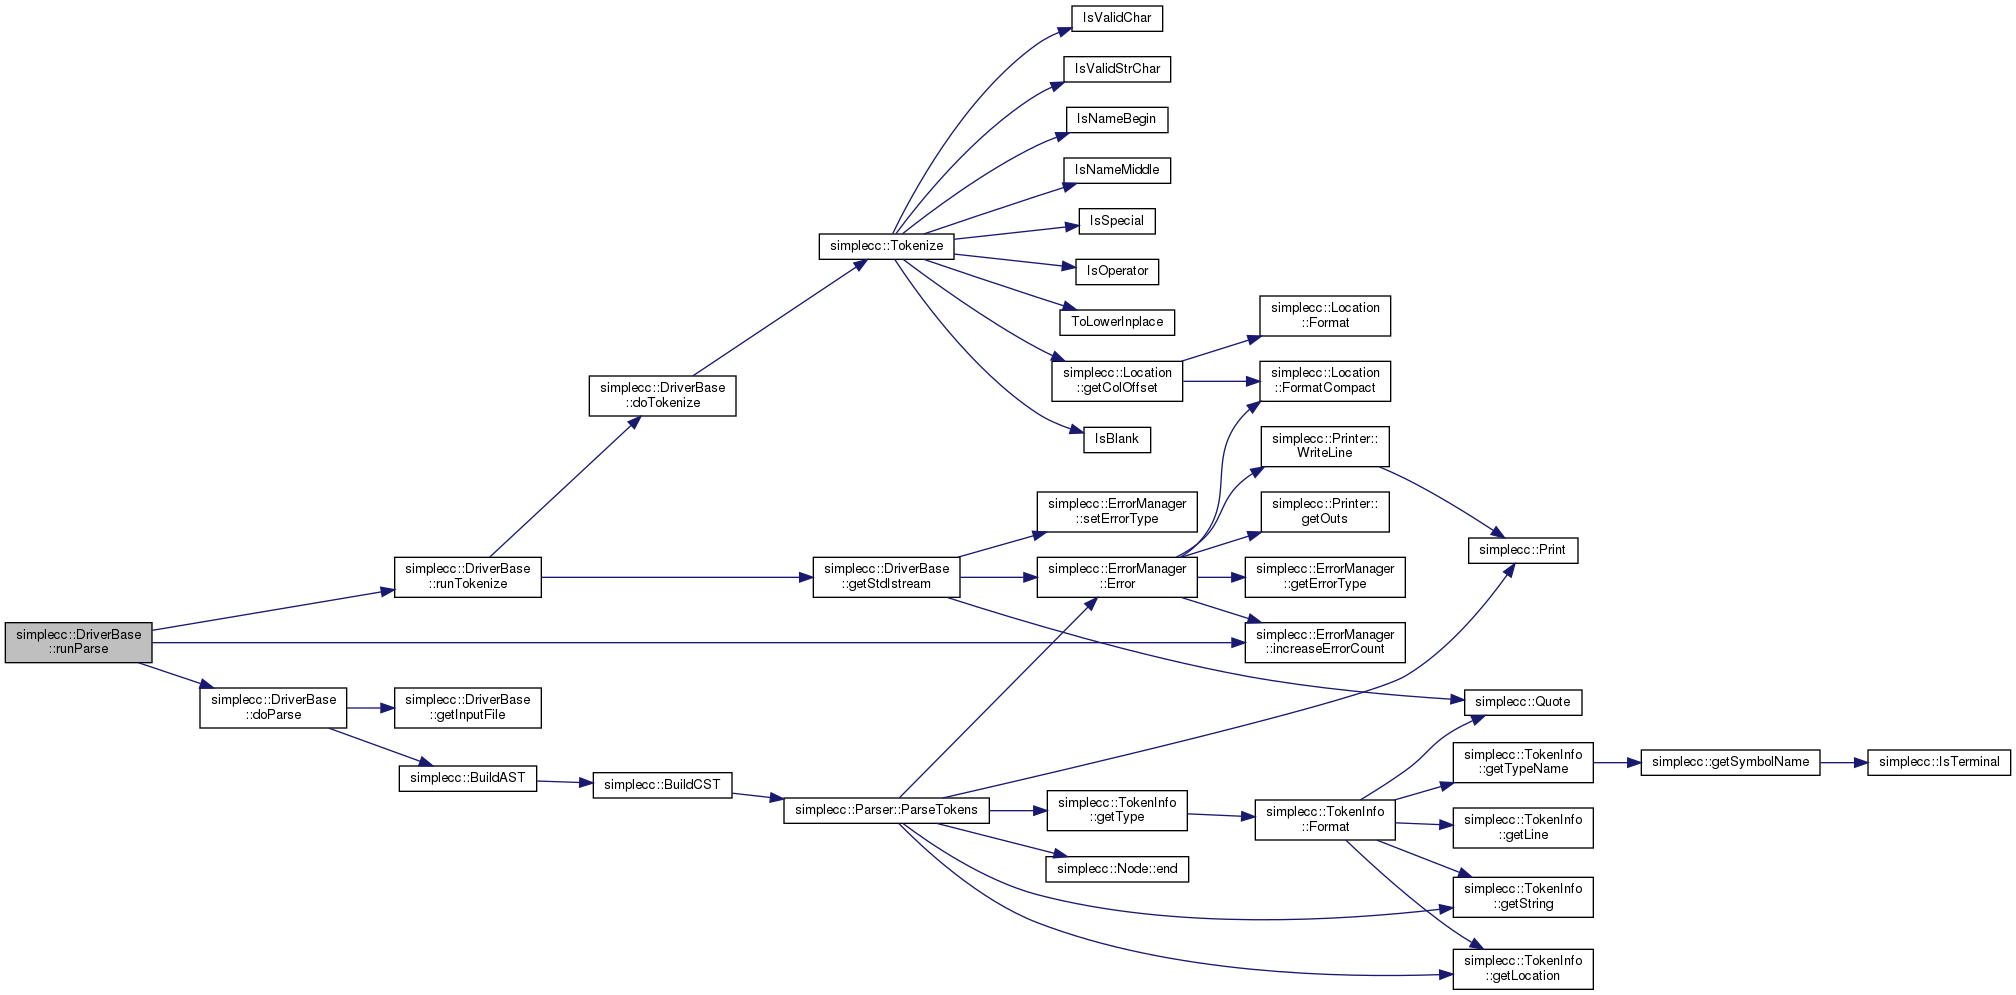 IsValidChar
IsValidStrChar
IsNameBegin
IsNameMiddle
IsSpecial
simplecc::Tokenize
IsOperator
ToLowerInplace
simplecc::Location
::Format
simplecc::Location
::getColOffset
simplecc::Location
::FormatCompact
simplecc::DriverBase
::doTokenize
IsBlank
simplecc::Printer::
WriteLine
simplecc::ErrorManager
::setErrorType
simplecc::Printer::
getOuts
simplecc::Print
simplecc::DriverBase
::runTokenize
simplecc::DriverBase
::getStdIstream
simplecc::ErrorManager
::Error
simplecc::ErrorManager
::getErrorType
simplecc::DriverBase
::runParse
simplecc::ErrorManager
::increaseErrorCount
simplecc::DriverBase
::doParse
simplecc::DriverBase
::getInputFile
simplecc::Quote
simplecc::BuildAST
simplecc::BuildCST
simplecc::TokenInfo
::getTypeName
simplecc::getSymbolName
simplecc::IsTerminal
simplecc::Parser::ParseTokens
simplecc::TokenInfo
::getType
simplecc::TokenInfo
::Format
simplecc::TokenInfo
::getLine
simplecc::Node::end
simplecc::TokenInfo
::getString
simplecc::TokenInfo
::getLocation